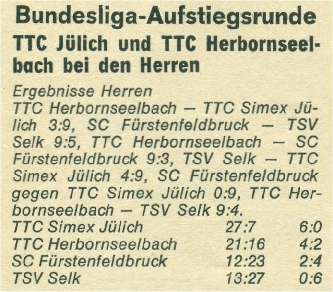 Bundesliga-Aufstiegsrunde
TTC Jülich und TTC Herbornseel-
bach bei den Herren
Ergebnisse Herren
TTC Herbornseelbach — TTC Simex Jü-
lich 3:9, SC Fürstenfeldbruck — TSV
Selk 9:5, TTC Herbornseelbach — SC
Fürstenfeldbruck 9:3, TSV Selk — TTC
Simex Jülich 4:9, SC Fürstenfeldbruck
gegen TTC Simex Jülich 0:9, TTC Her-
bornseelbach — TSV Selk 9:4.
TTC Simex Jülich 27:7 6:0
TTC Herbornseelbach 21:16 4:2
SC Fürstenfeldbruck 12:23 2:4
TSV Selk 13:27 0:6